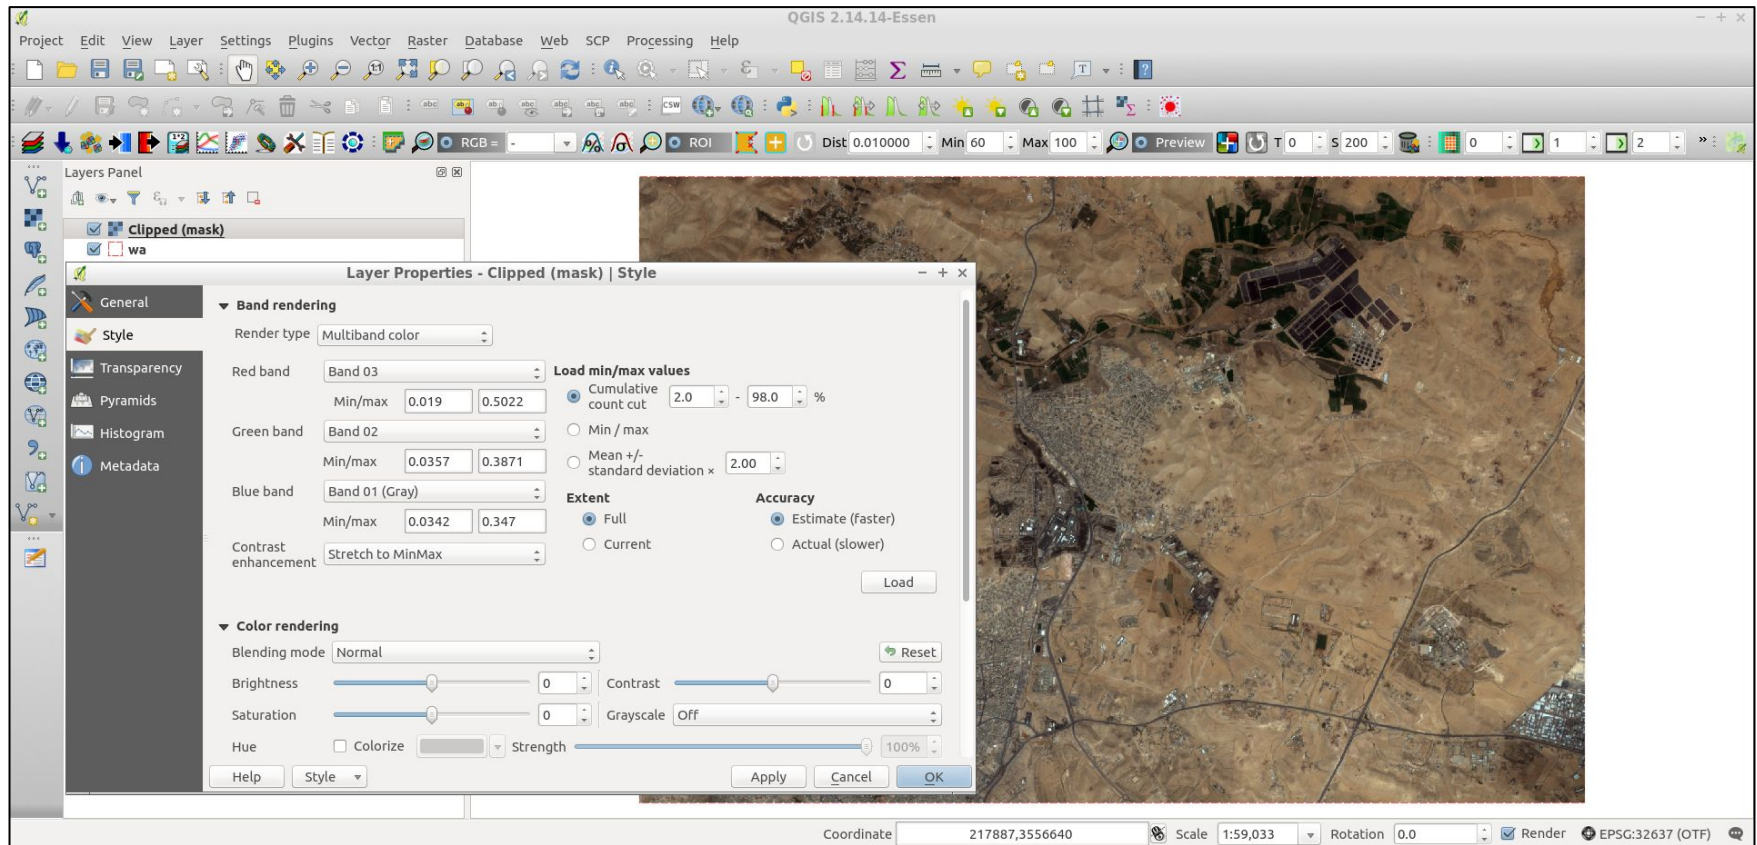 QGIS 2.14.14-Essen
Project Edit View Layer Settings Plugins Vector Raster Database Web SCP Processing Help
abc abc abc abc abc abc CSW
RGB = - ROI Dist 0.010000 Min 60 Max 100 Preview T 0 S 200 0 1 2 »
Layers Panel
Clipped (mask)
wa
Layer Properties - Clipped (mask) | Style
General
Style
Transparency
Pyramids
Histogram
Metadata
Band rendering
Render type Multiband color
Red band Band 03
Min/max 0.019 0.5022
Green band Band 02
Min/max 0.0357 0.3871
Blue band Band 01 (Gray)
Min/max 0.0342 0.347
Contrast
enhancement Stretch to MinMax
Load min/max values
Cumulative
count cut 2.0 - 98.0 %
Min / max
Mean +/-
standard deviation × 2.00
Extent Accuracy
Full Estimate (faster)
Current Actual (slower)
Load
Color rendering
Blending mode Normal Reset
Brightness 0 Contrast 0
Saturation 0 Grayscale Off
Hue Colorize Strength 100%
Help Style Apply Cancel OK
Coordinate 217887,3556640 Scale 1:59,033 Rotation 0.0 Render EPSG:32637 (OTF)